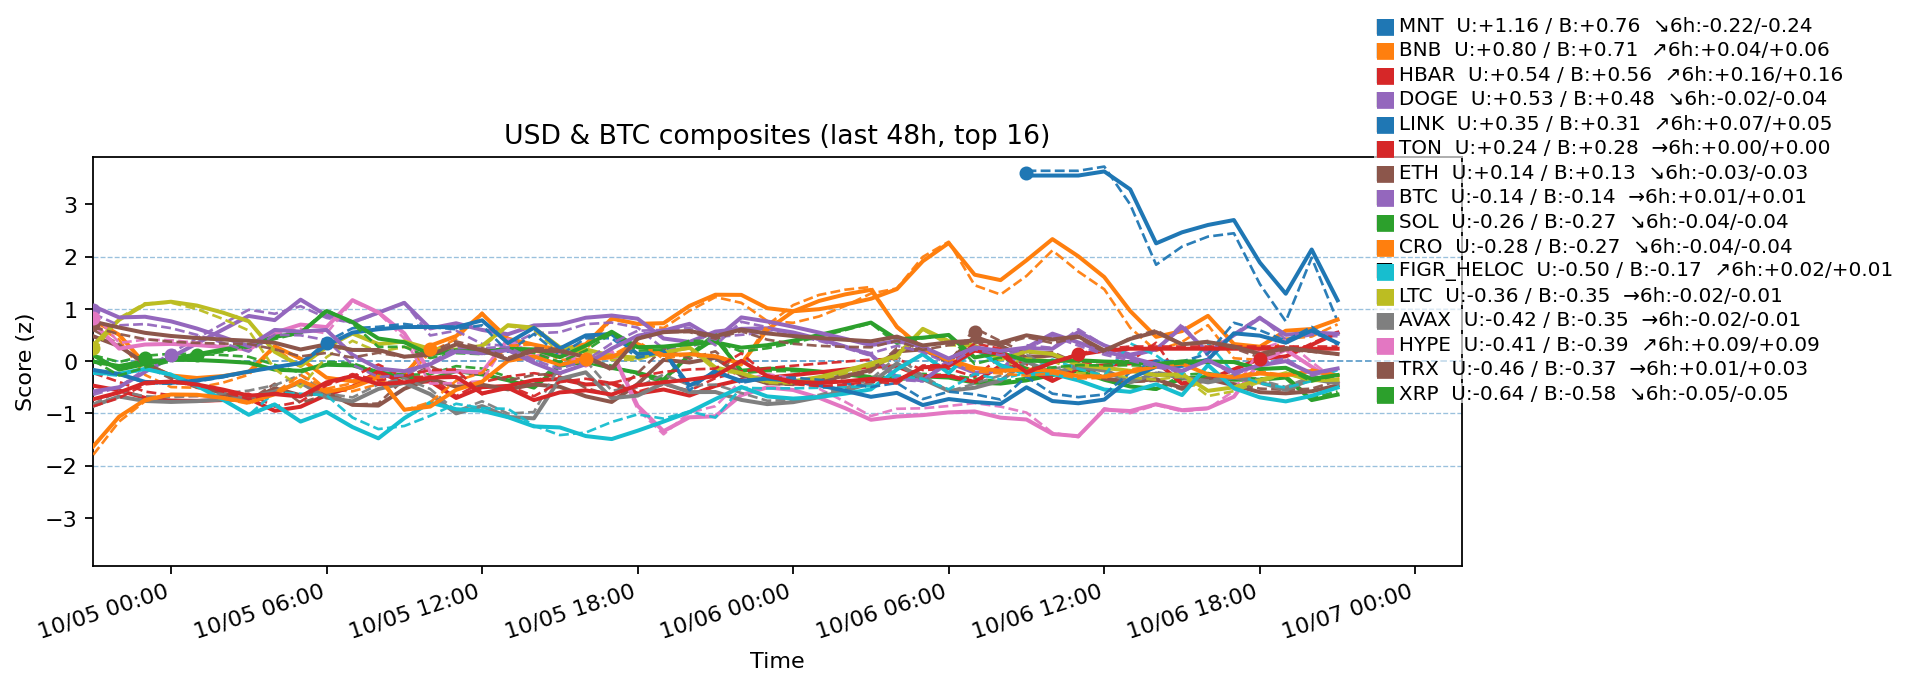 MNT  U:+1.16 / B:+0.76  ↘6h:-0.22/-0.24
BNB  U:+0.80 / B:+0.71  ↗6h:+0.04/+0.06
HBAR  U:+0.54 / B:+0.56  ↗6h:+0.16/+0.16
DOGE  U:+0.53 / B:+0.48  ↘6h:-0.02/-0.04
LINK  U:+0.35 / B:+0.31  ↗6h:+0.07/+0.05
TON  U:+0.24 / B:+0.28  →6h:+0.00/+0.00
ETH  U:+0.14 / B:+0.13  ↘6h:-0.03/-0.03
BTC  U:-0.14 / B:-0.14  →6h:+0.01/+0.01
SOL  U:-0.26 / B:-0.27  ↘6h:-0.04/-0.04
CRO  U:-0.28 / B:-0.27  ↘6h:-0.04/-0.04
FIGR_HELOC  U:-0.50 / B:-0.17  ↗6h:+0.02/+0.01
LTC  U:-0.36 / B:-0.35  →6h:-0.02/-0.01
AVAX  U:-0.42 / B:-0.35  →6h:-0.02/-0.01
HYPE  U:-0.41 / B:-0.39  ↗6h:+0.09/+0.09
TRX  U:-0.46 / B:-0.37  →6h:+0.01/+0.03
XRP  U:-0.64 / B:-0.58  ↘6h:-0.05/-0.05
USD & BTC composites (last 48h, top 16)
Score (z)
3
2
1
0
−1
−2
−3
10/05 00:00
10/05 06:00
10/05 12:00
10/05 18:00
10/06 00:00
10/06 06:00
10/06 12:00
10/06 18:00
10/07 00:00
Time